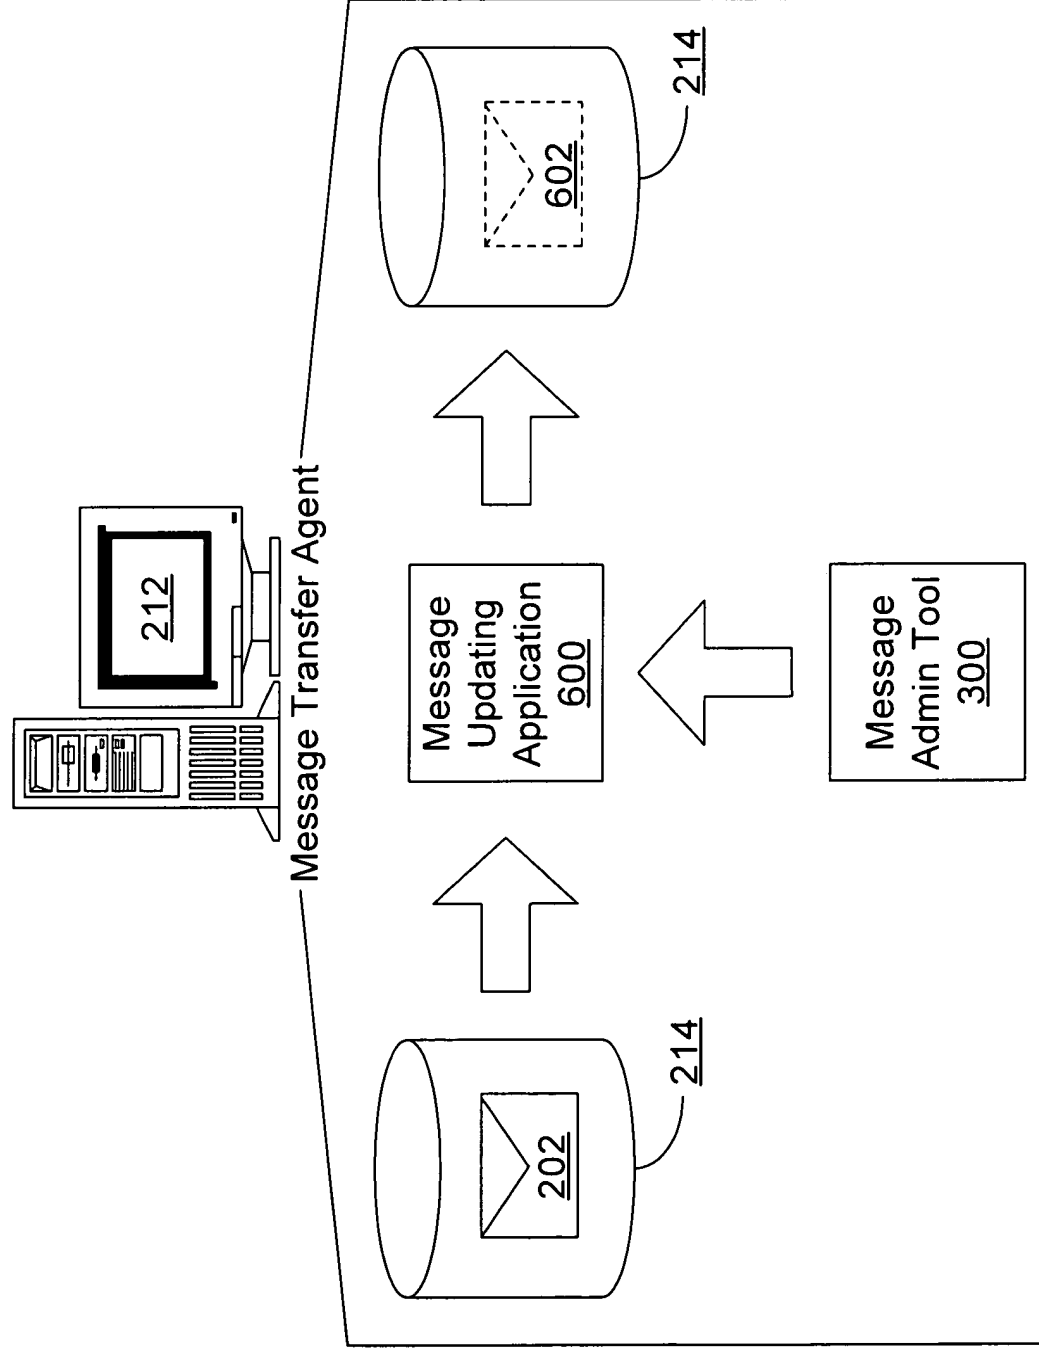 212
Message Transfer Agent
202
214
Message
Updating
Application
600
602
214
Message
Admin Tool
300